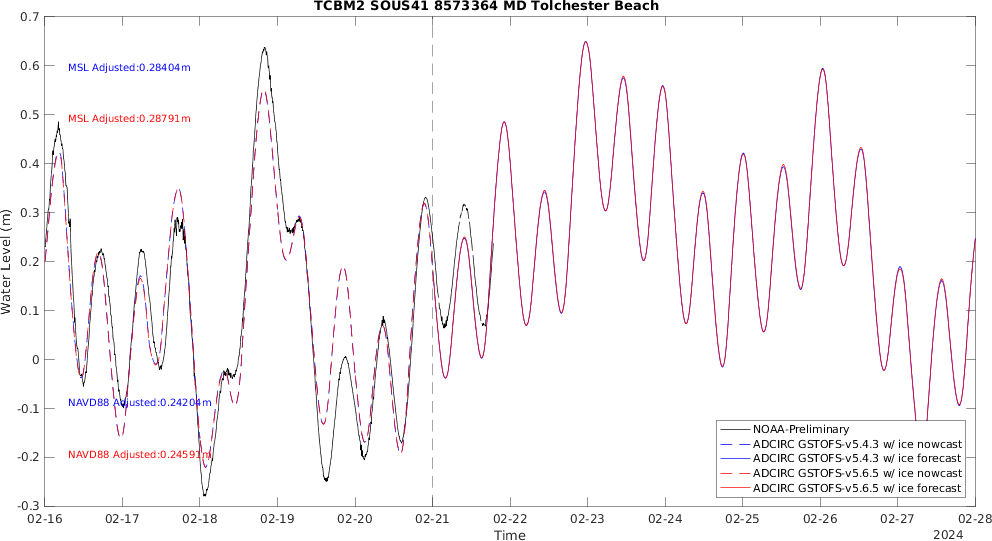 TCBM2 SOUS41 8573364 MD Tolchester Beach
Water Level (m)
0.7
0.6
0.5
0.4
0.3
0.2
0.1
0
-0.1
-0.2
-0.3
MSL Adjusted:0.28404m
MSL Adjusted:0.28791m
NAVD88 Adjusted:0.24204m
NAVD88 Adjusted:0.24591m
NOAA-Preliminary
ADCIRC GSTOFS-v5.4.3 w/ ice nowcast
ADCIRC GSTOFS-v5.4.3 w/ ice forecast
ADCIRC GSTOFS-v5.6.5 w/ ice nowcast
ADCIRC GSTOFS-v5.6.5 w/ ice forecast
02-16 02-17 02-18 02-19 02-20 02-21 02-22 02-23 02-24 02-25 02-26 02-27 02-28
Time
2024